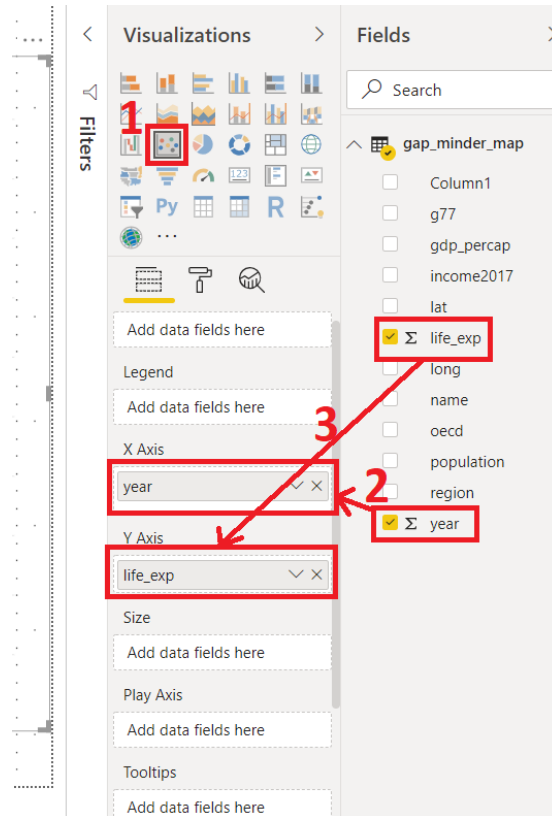 Visualizations
Fields
Filters
Search
1
123
Py
R
...
gap_minder_map
Column1
g77
gdp_percap
income2017
lat
Σ life_exp
long
name
oecd
population
region
Σ year
Add data fields here
Legend
Add data fields here
3
X Axis
year
2
Y Axis
life_exp
Size
Add data fields here
Play Axis
Add data fields here
Tooltips
Add data fields here